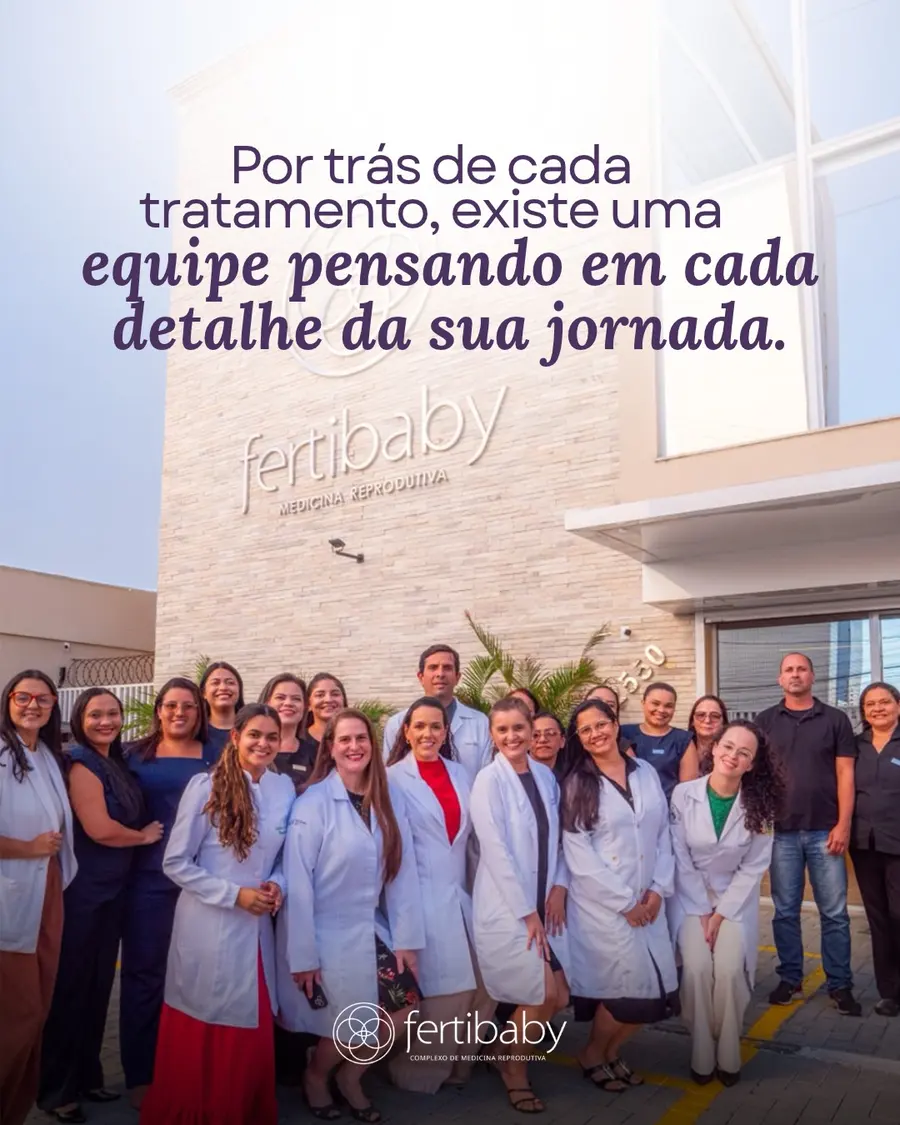 Por trás de cada
tratamento, existe uma
equipe pensando em cada
detalhe da sua jornada.
fertibaby
MEDICINA REPRODUTIVA
550
fertibaby
COMPLEXO DE MEDICINA REPRODUTIVA